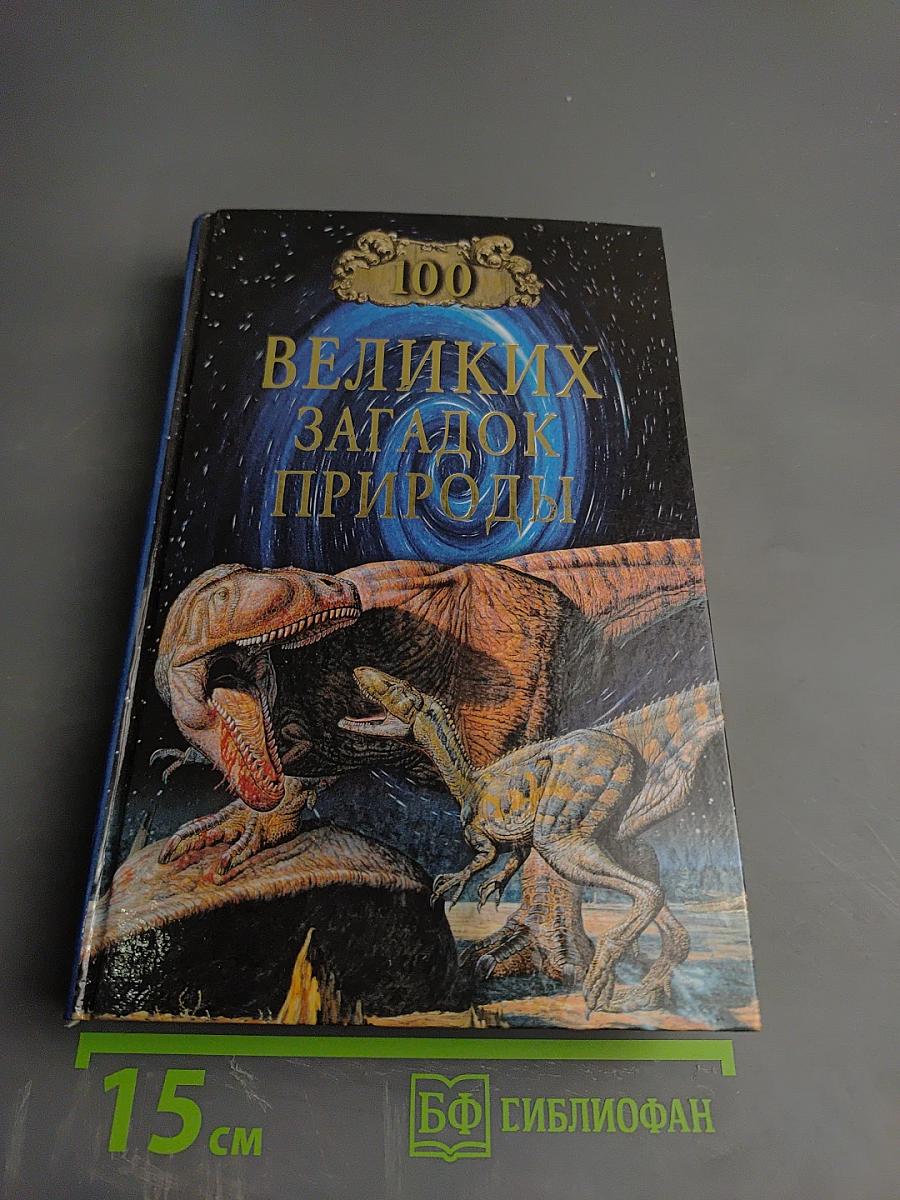 100
ВЕЛИКИХ
ЗАГАДОК
ПРИРОДЫ
15 см
БФ БИБЛИОФАН